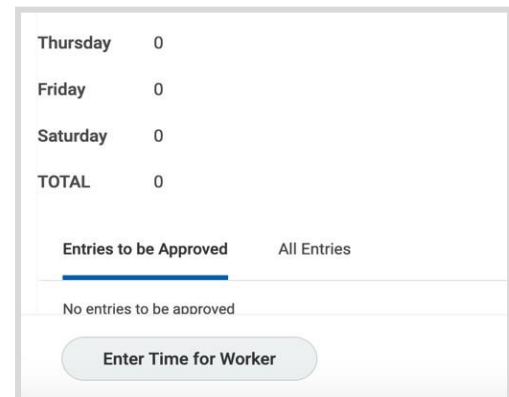 Thursday 0
Friday 0
Saturday 0
TOTAL 0
Entries to be Approved All Entries
No entries to be approved
Enter Time for Worker